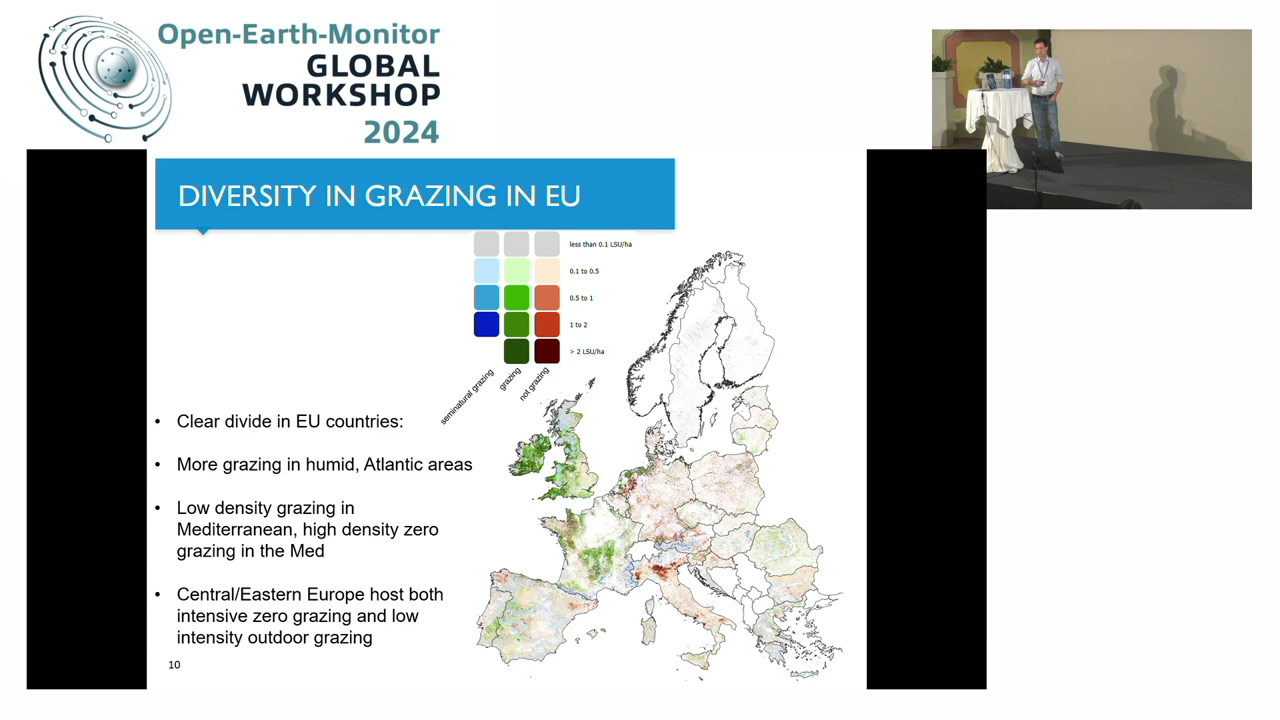 Open-Earth-Monitor
GLOBAL
WORKSHOP
2024
DIVERSITY IN GRAZING IN EU
less than 0.1 LSU/ha
0.1 to 0.5
0.5 to 1
1 to 2
> 2 LSU/ha
seminatural grazing
grazing
not grazing
• Clear divide in EU countries:
• More grazing in humid, Atlantic areas
• Low density grazing in
Mediterranean, high density zero
grazing in the Med
• Central/Eastern Europe host both
intensive zero grazing and low
intensity outdoor grazing
10